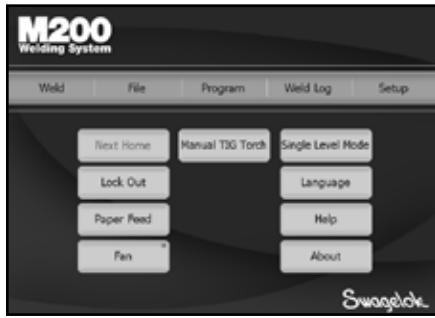 M200
Welding System
Weld File Program Weld Log Setup
Next Home Manual TIG Torch Single Level Mode
Lock Out Language
Paper Feed Help
Fan About
Swagelok